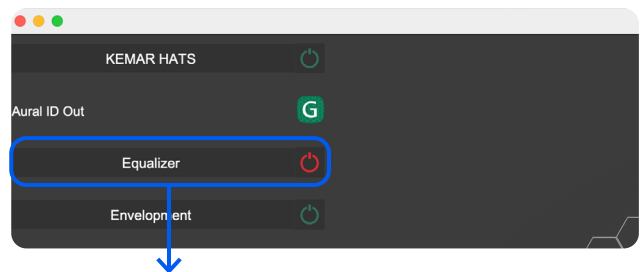 KEMAR HATS
Aural ID Out
G
Equalizer
Envelopment